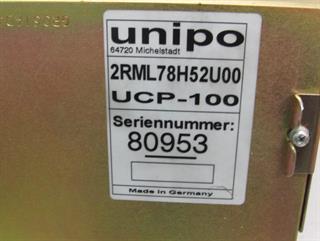 unipo
64720 Michelstadt
2RML78H52U00
UCP-100
Seriennummer:
80953
Made in Germany